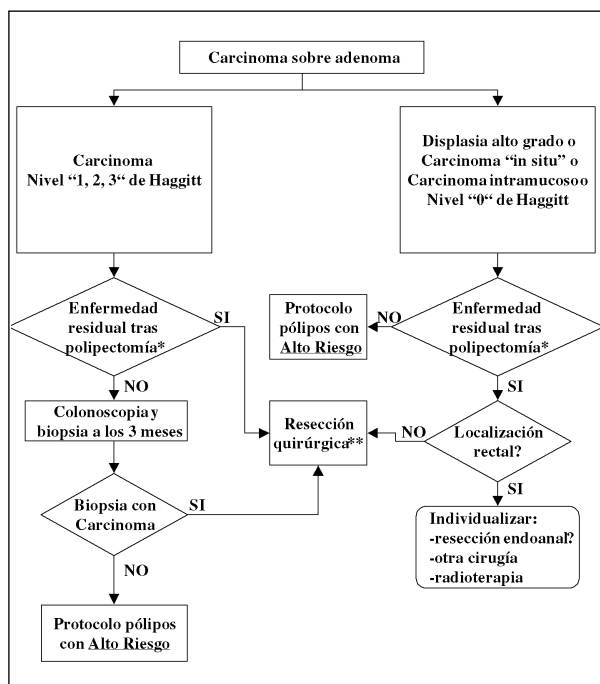 Carcinoma sobre adenoma
Carcinoma
Nivel “1, 2, 3“ de Haggitt
Displasia alto grado o
Carcinoma “in situ” o
Carcinoma intramucoso o
Nivel “0“ de Haggitt
Enfermedad
residual tras
polipectomía*
SI
NO
Protocolo
pólipos con
Alto Riesgo
NO
Enfermedad
residual tras
polipectomía*
SI
Colonoscopia y
biopsia a los 3 meses
Resección
quirúrgica**
NO
Localización
rectal?
SI
Biopsia con
Carcinoma
SI
NO
Individualizar:
-resección endoanal?
-otra cirugía
-radioterapia
Protocolo pólipos
con Alto Riesgo